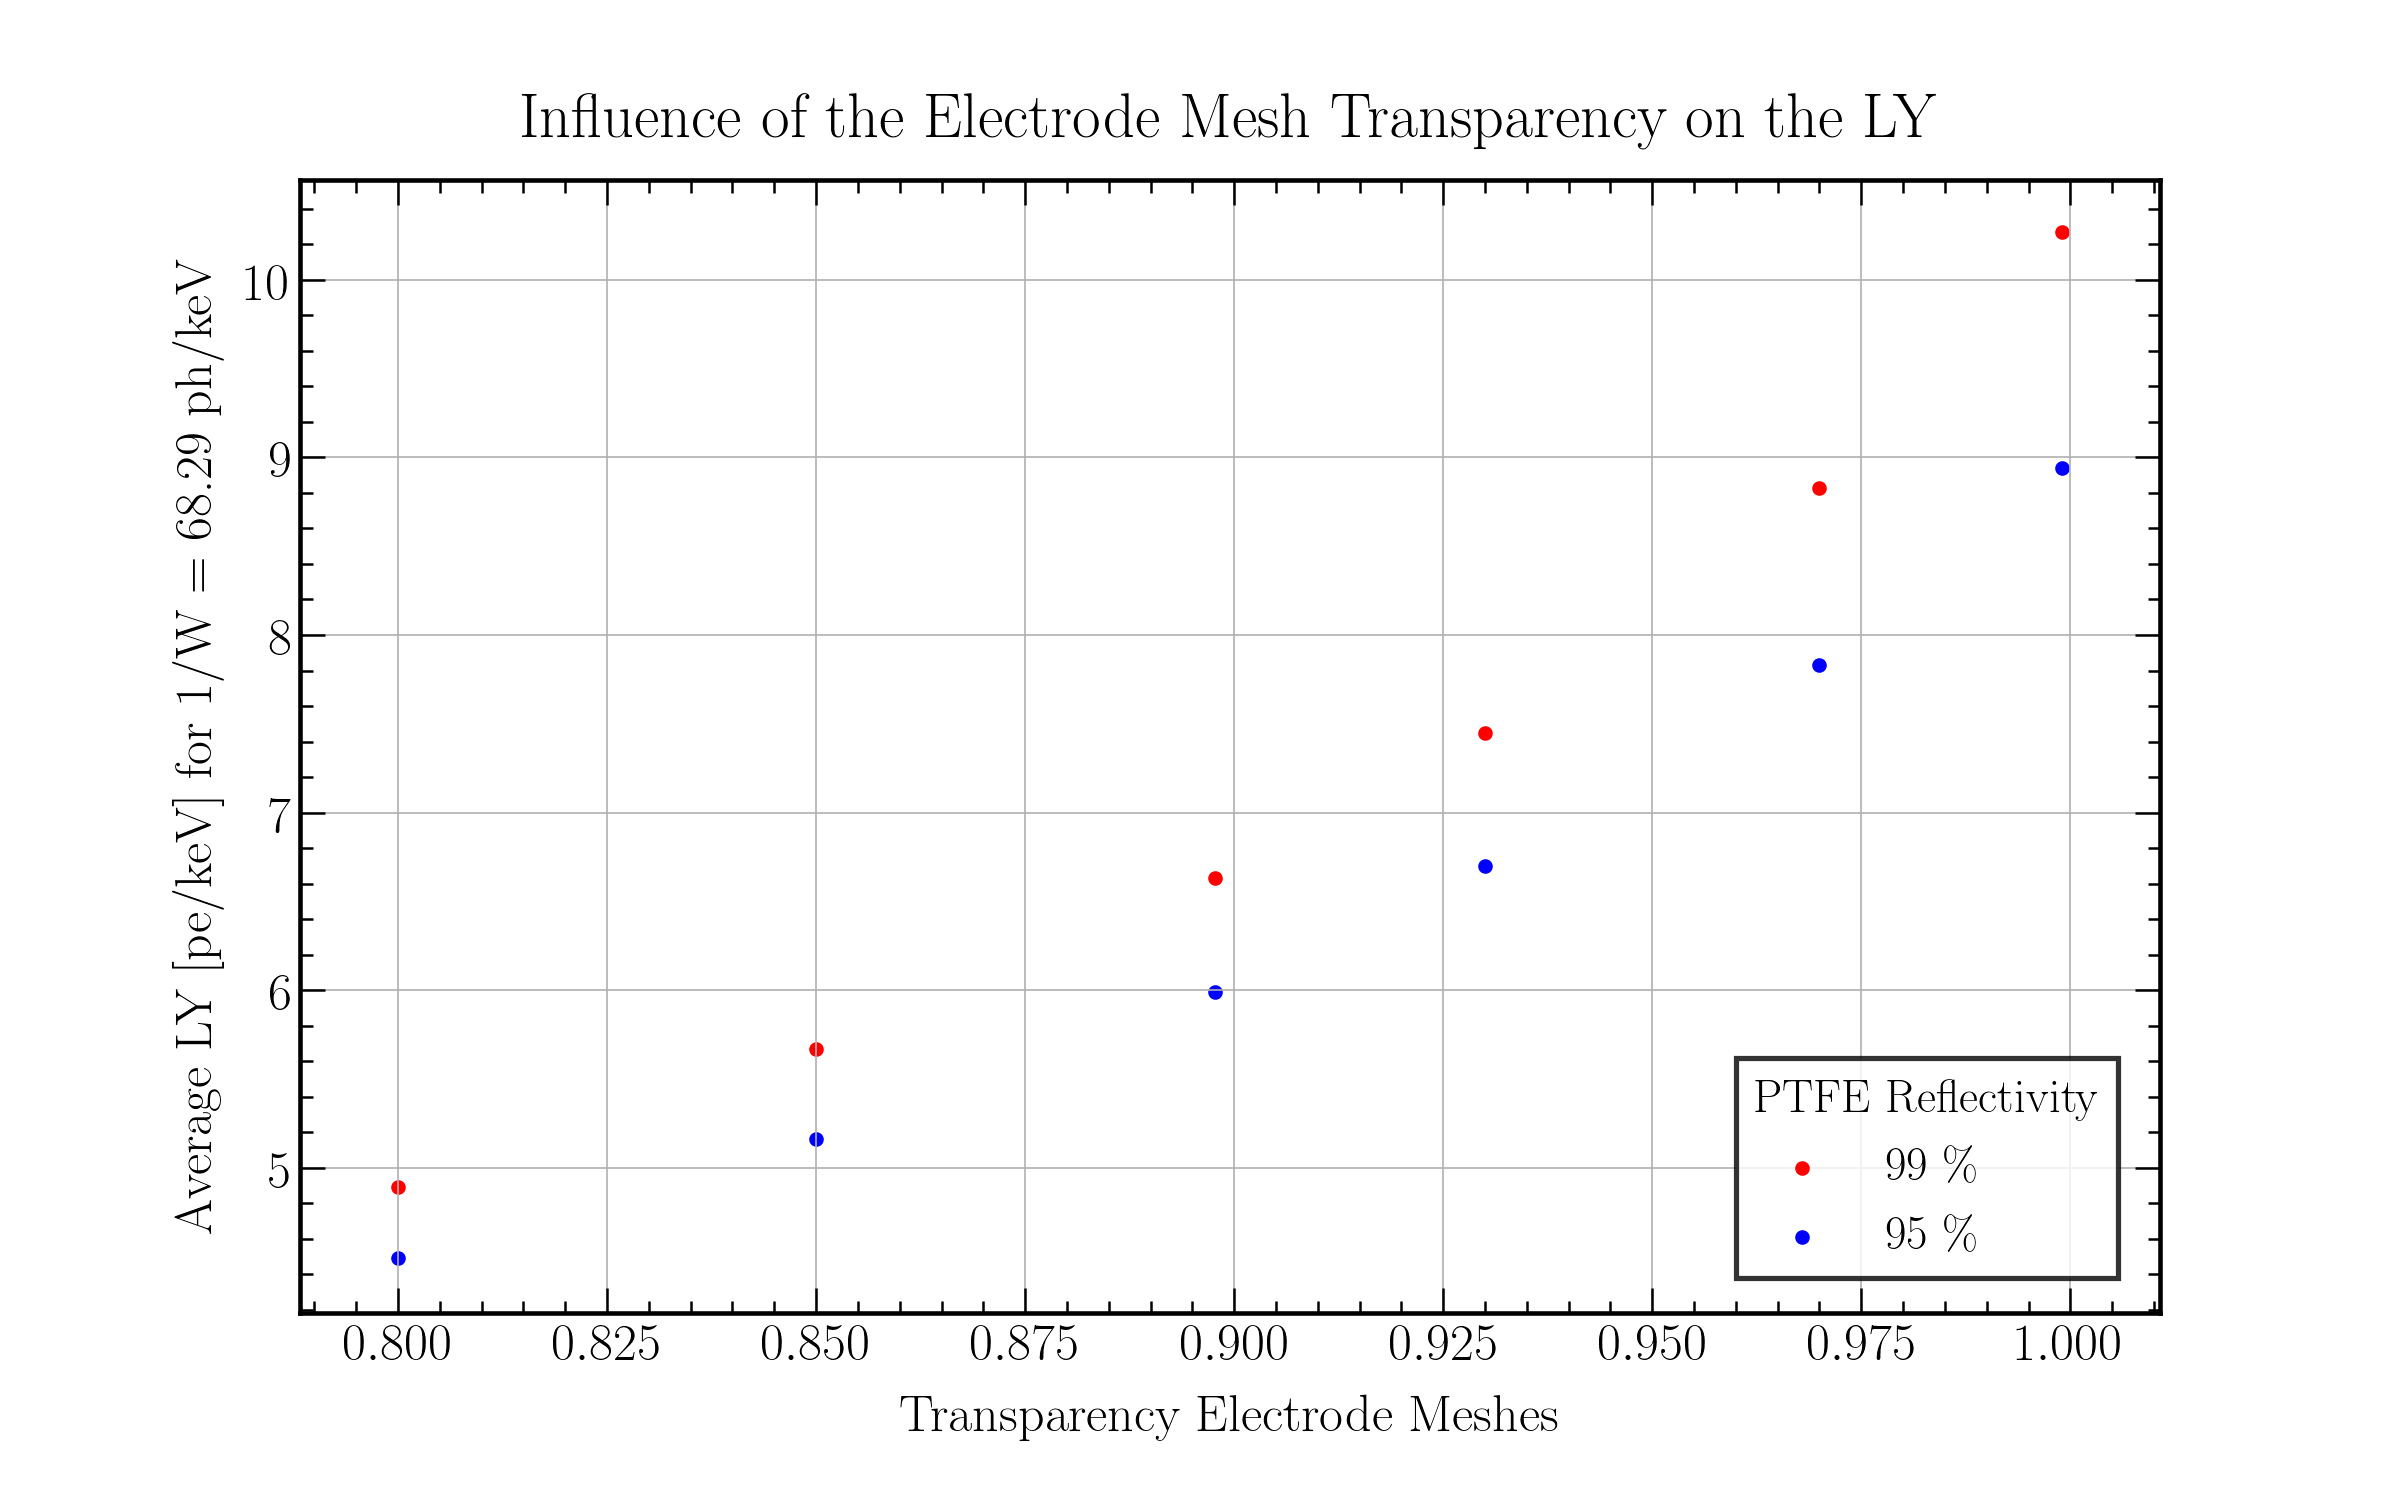 Influence of the Electrode Mesh Transparency on the LY
Average LY [pe/keV] for 1/W = 68.29 ph/keV
10
9
8
7
6
5
PTFE Reflectivity
99 %
95 %
0.800 0.825 0.850 0.875 0.900 0.925 0.950 0.975 1.000
Transparency Electrode Meshes